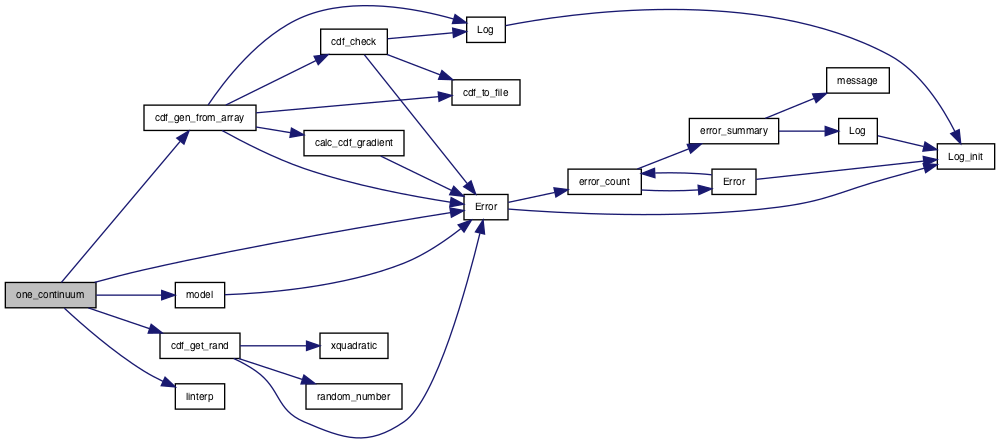 Log
cdf_check
message
cdf_to_file
cdf_gen_from_array
error_summary
Log
calc_cdf_gradient
Log_init
error_count
Error
Error
one_continuum
model
cdf_get_rand
xquadratic
linterp
random_number